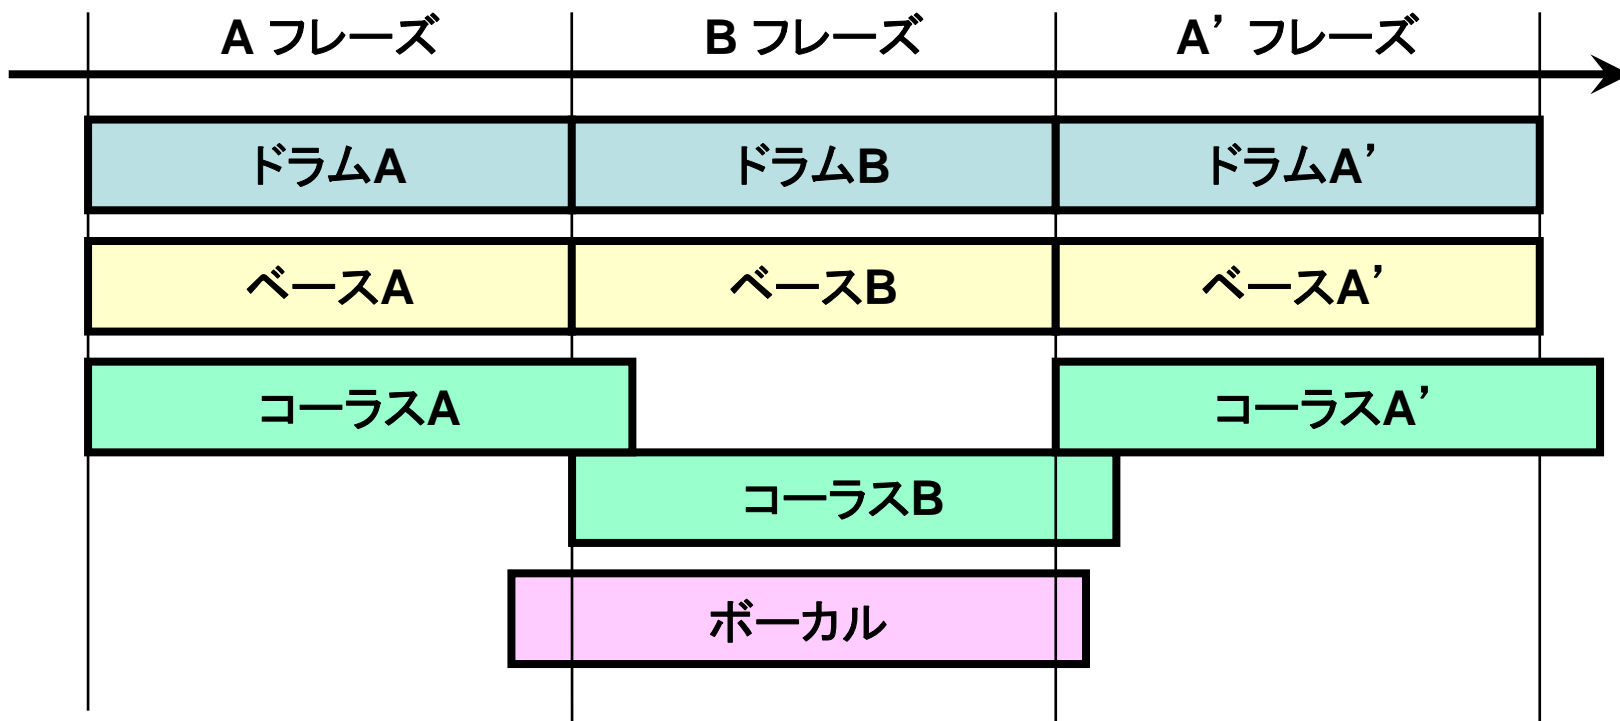 A フレーズ B フレーズ A’ フレーズ
ドラムA ドラムB ドラムA’
ベースA ベースB ベースA’
コーラスA コーラスA’
コーラスB
ボーカル